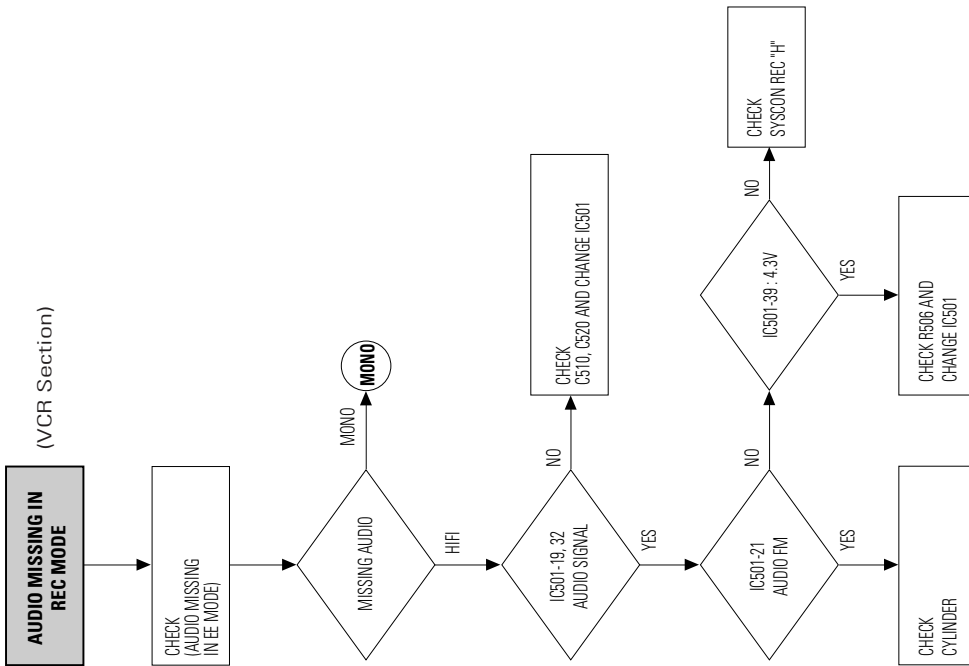 AUDIO MISSING IN
REC MODE
(VCR Section)
CHECK
(AUDIO MISSING
IN EE MODE)
MISSING AUDIO
MONO
MONO
HIFI
IC501-19, 32
AUDIO SIGNAL
NO
CHECK
C510, C520 AND CHANGE IC501
YES
IC501-21
AUDIO FM
NO
IC501-39 : 4.3V
NO
CHECK
SYSCON REC "H"
YES
CHECK R506 AND
CHANGE IC501
YES
CHECK
CYLINDER